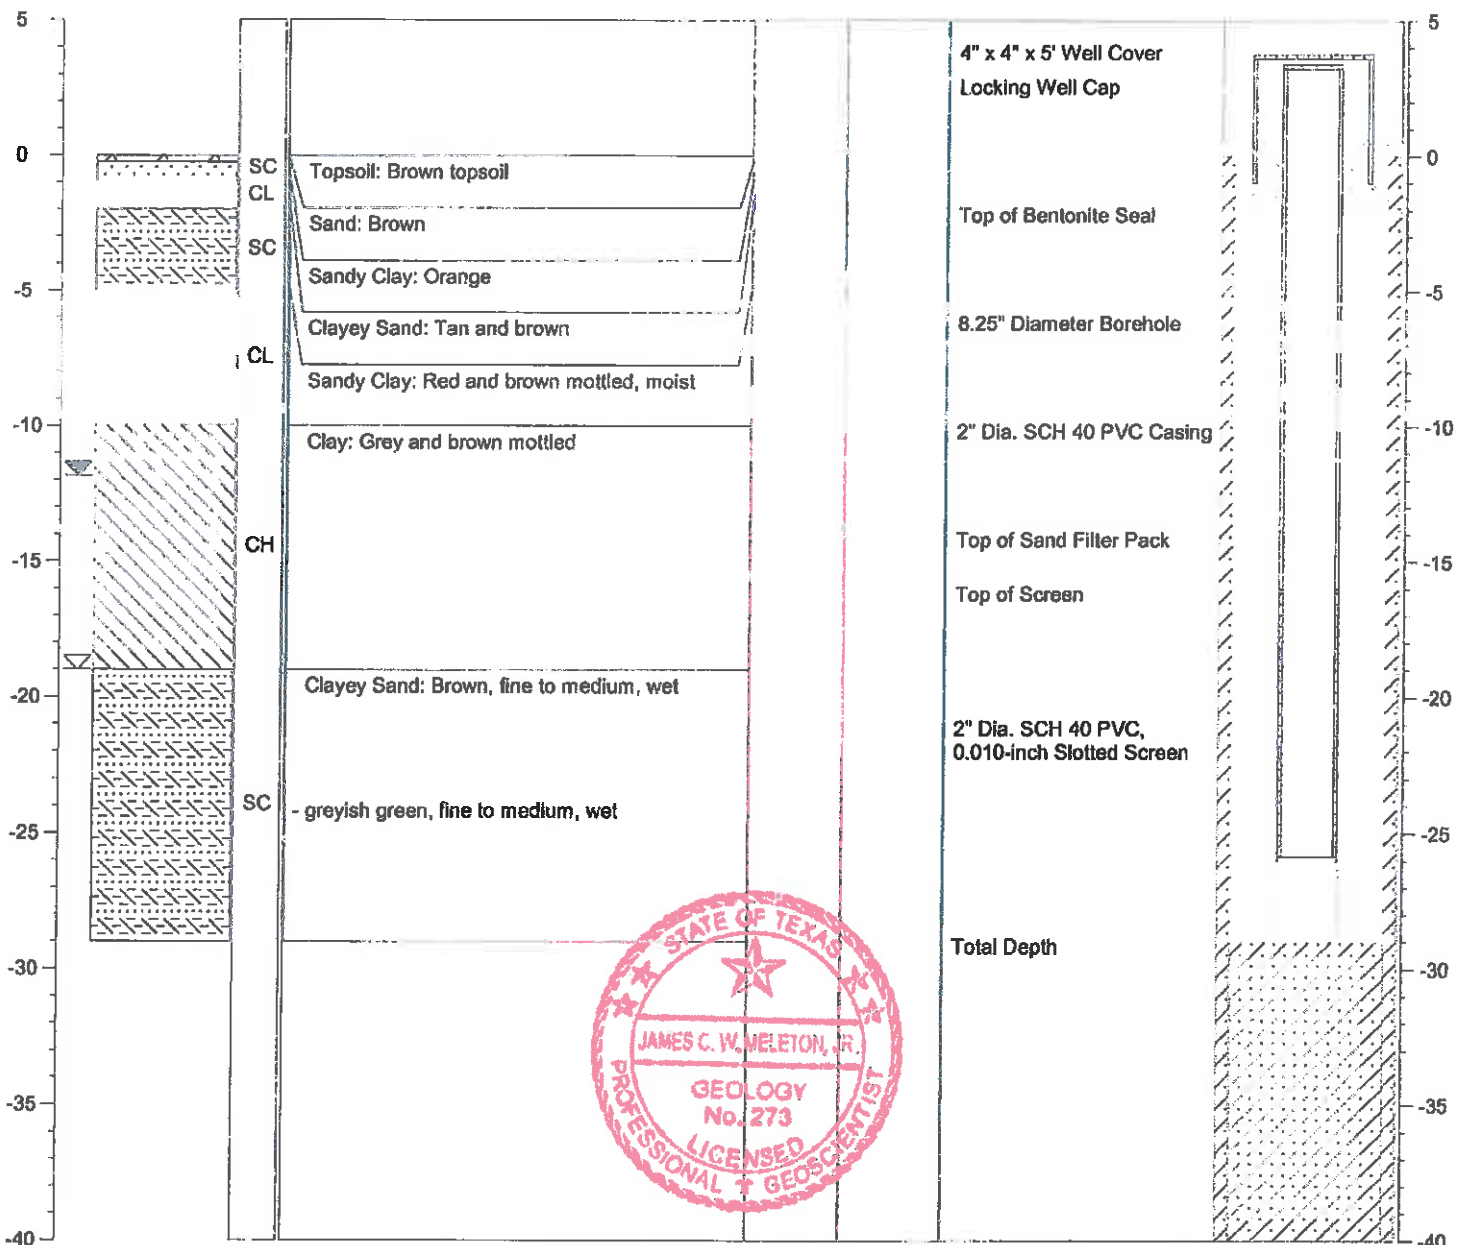 5
0
-5
-10
-15
-20
-25
-30
-35
-40
SC
CL
SC
CL
CH
SC
Topsoil: Brown topsoil
Sand: Brown
Sandy Clay: Orange
Clayey Sand: Tan and brown
Sandy Clay: Red and brown mottled, moist
Clay: Grey and brown mottled
Clayey Sand: Brown, fine to medium, wet
- greyish green, fine to medium, wet
4" x 4" x 5' Well Cover
Locking Well Cap
Top of Bentonite Seal
8.25" Diameter Borehole
2" Dia. SCH 40 PVC Casing
Top of Sand Filter Pack
Top of Screen
2" Dia. SCH 40 PVC,
0.010-inch Slotted Screen
Total Depth
5
0
-5
-10
-15
-20
-25
-30
-35
-40
STATE OF TEXAS
JAMES C. W. MELETON, JR.
GEOLOGY
No. 273
LICENSED
PROFESSIONAL GEOSCIENTIST